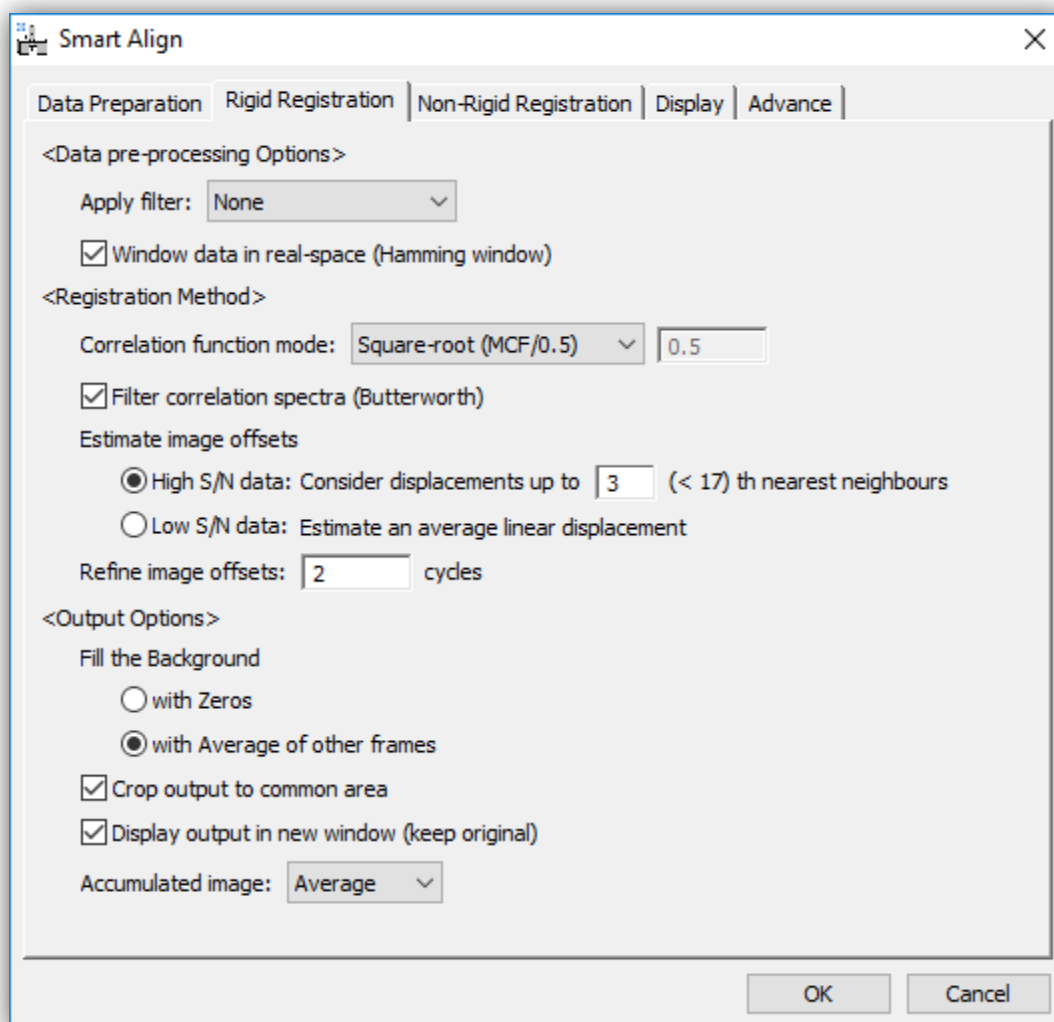 Smart Align
Data Preparation Rigid Registration Non-Rigid Registration Display Advance
<Data pre-processing Options>
Apply filter: None
Window data in real-space (Hamming window)
<Registration Method>
Correlation function mode: Square-root (MCF/0.5) 0.5
Filter correlation spectra (Butterworth)
Estimate image offsets
High S/N data: Consider displacements up to 3 (< 17) th nearest neighbours
Low S/N data: Estimate an average linear displacement
Refine image offsets: 2 cycles
<Output Options>
Fill the Background
with Zeros
with Average of other frames
Crop output to common area
Display output in new window (keep original)
Accumulated image: Average
OK Cancel